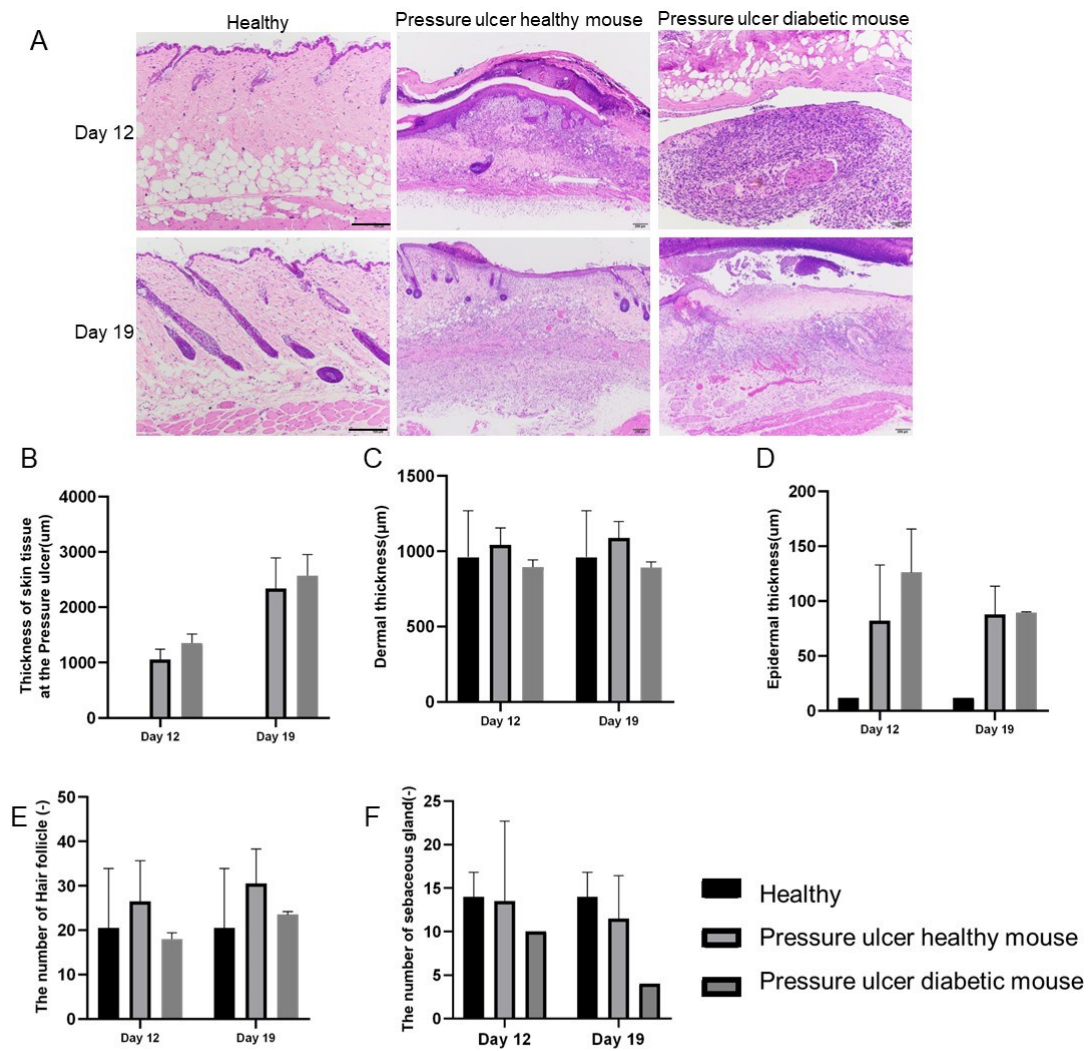 A
Healthy
Pressure ulcer healthy mouse
Pressure ulcer diabetic mouse
Day 12
Day 19
B
Thickness of skin tissue
at the Pressure ulcer(um)
4000
3000
2000
1000
0
Day 12
Day 19
C
Dermal thickness(μm)
1500
1000
500
0
Day 12
Day 19
D
Epidermal thickness(um)
200
150
100
50
0
Day 12
Day 19
E
The number of Hair follicle (-)
50
40
30
20
10
0
Day 12
Day 19
F
The number of sebaceous gland(-)
25
20
15
10
5
0
Day 12
Day 19
Healthy
Pressure ulcer healthy mouse
Pressure ulcer diabetic mouse